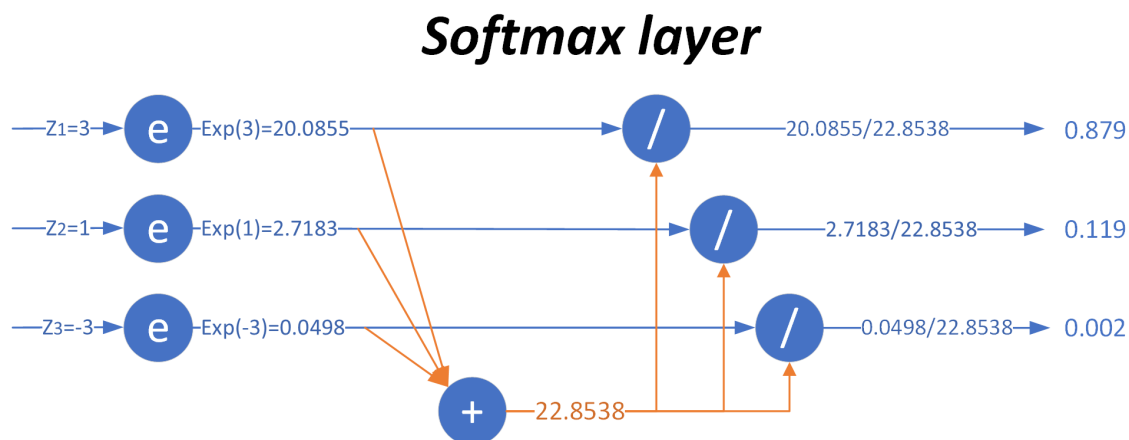 Softmax layer
Z1=3 e Exp(3)=20.0855 / 20.0855/22.8538 0.879
Z2=1 e Exp(1)=2.7183 / 2.7183/22.8538 0.119
Z3=-3 e Exp(-3)=0.0498 / 0.0498/22.8538 0.002
+ 22.8538